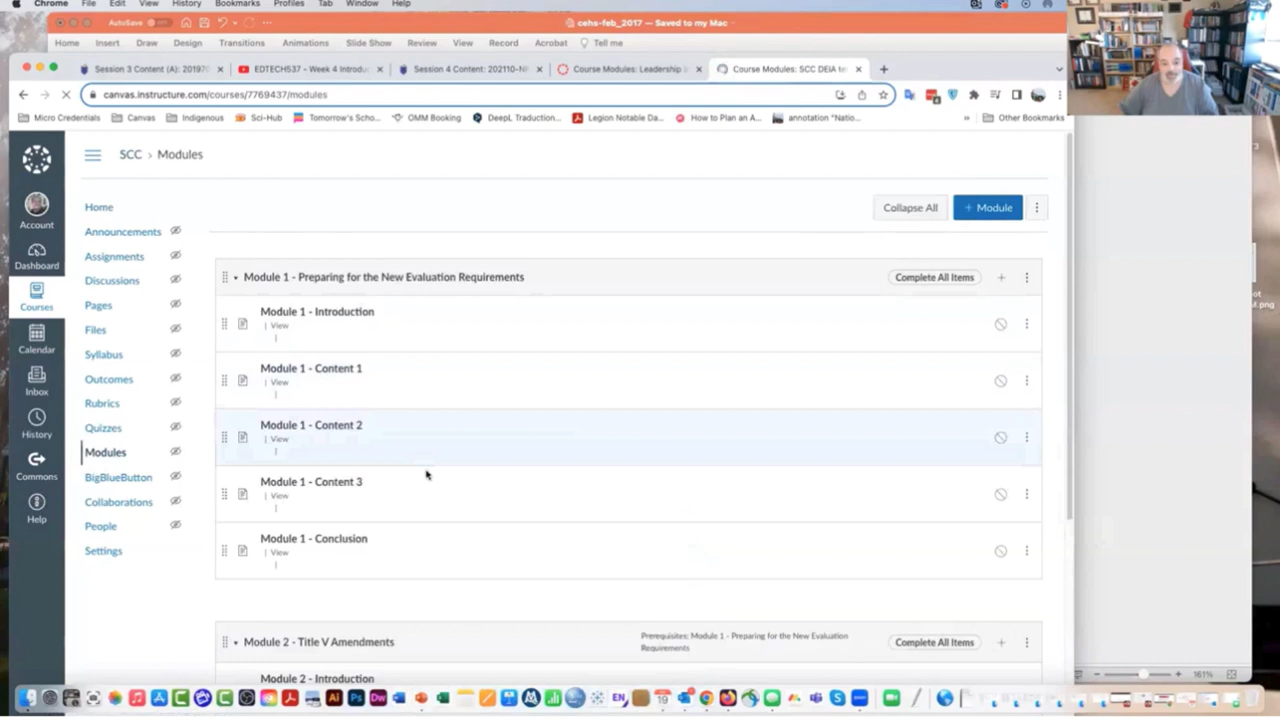 Chrome File Edit View History Bookmarks Profiles Tab Window Help
AutoSave cehs-feb_2017 — Saved to my Mac
Home Insert Draw Design Transitions Animations Slide Show Review View Record Acrobat Tell me
Session 3 Content (A): 20197 EDTECH537 - Week 4 Introduc Session 4 Content: 202110-N Course Modules: Leadership Course Modules: SCC DEIA te
canvas.instructure.com/courses/7769437/modules
Micro Credentials Canvas Indigenous Sci-Hub Tomorrow's Scho... OMM Booking DeepL Traduction... Legion Notable Da... How to Plan an A... annotation "Natio... » Other Bookmarks
SCC > Modules
Account
Dashboard
Courses
Calendar
Inbox
History
Commons
Help
Home
Announcements
Assignments
Discussions
Pages
Files
Syllabus
Outcomes
Rubrics
Quizzes
Modules
BigBlueButton
Collaborations
People
Settings
Collapse All + Module
Module 1 - Preparing for the New Evaluation Requirements Complete All Items
Module 1 - Introduction
| View
|
Module 1 - Content 1
| View
|
Module 1 - Content 2
| View
|
Module 1 - Content 3
| View
|
Module 1 - Conclusion
| View
|
Module 2 - Title V Amendments Prerequisites: Module 1 - Preparing for the New Evaluation Complete All Items
Requirements
Module 2 - Introduction
161%